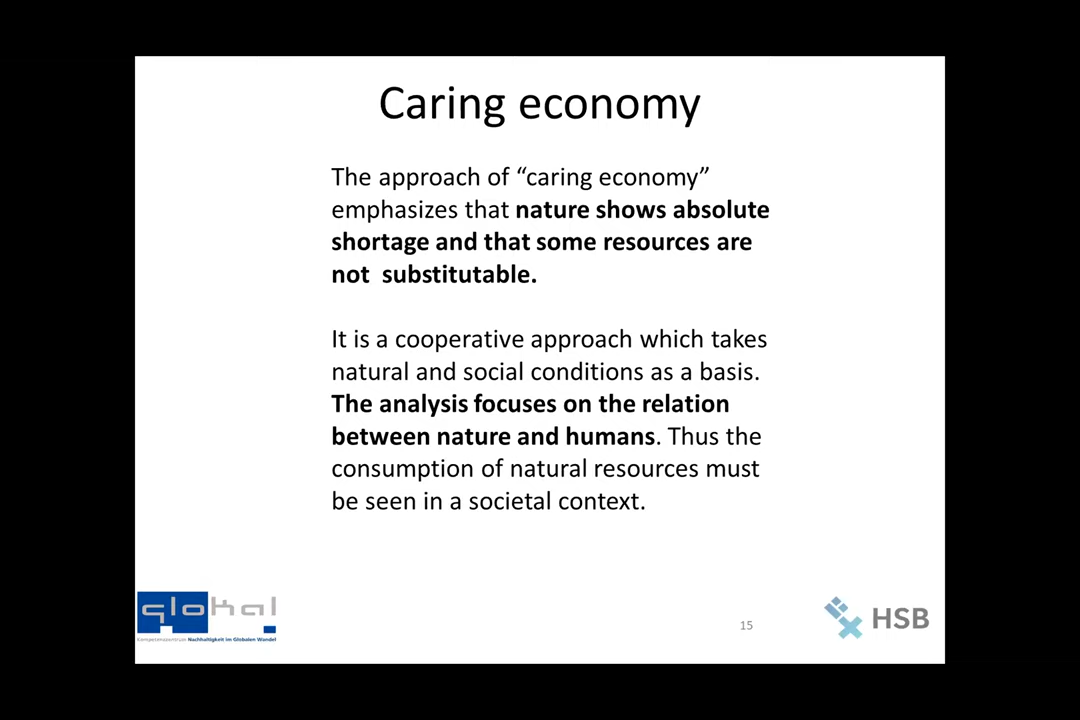 Caring economy
The approach of “caring economy”
emphasizes that nature shows absolute
shortage and that some resources are
not  substitutable.
It is a cooperative approach which takes
natural and social conditions as a basis.
The analysis focuses on the relation
between nature and humans. Thus the
consumption of natural resources must
be seen in a societal context.
glokal
Kompetenzzentrum Nachhaltigkeit im Globalen Wandel
15
HSB